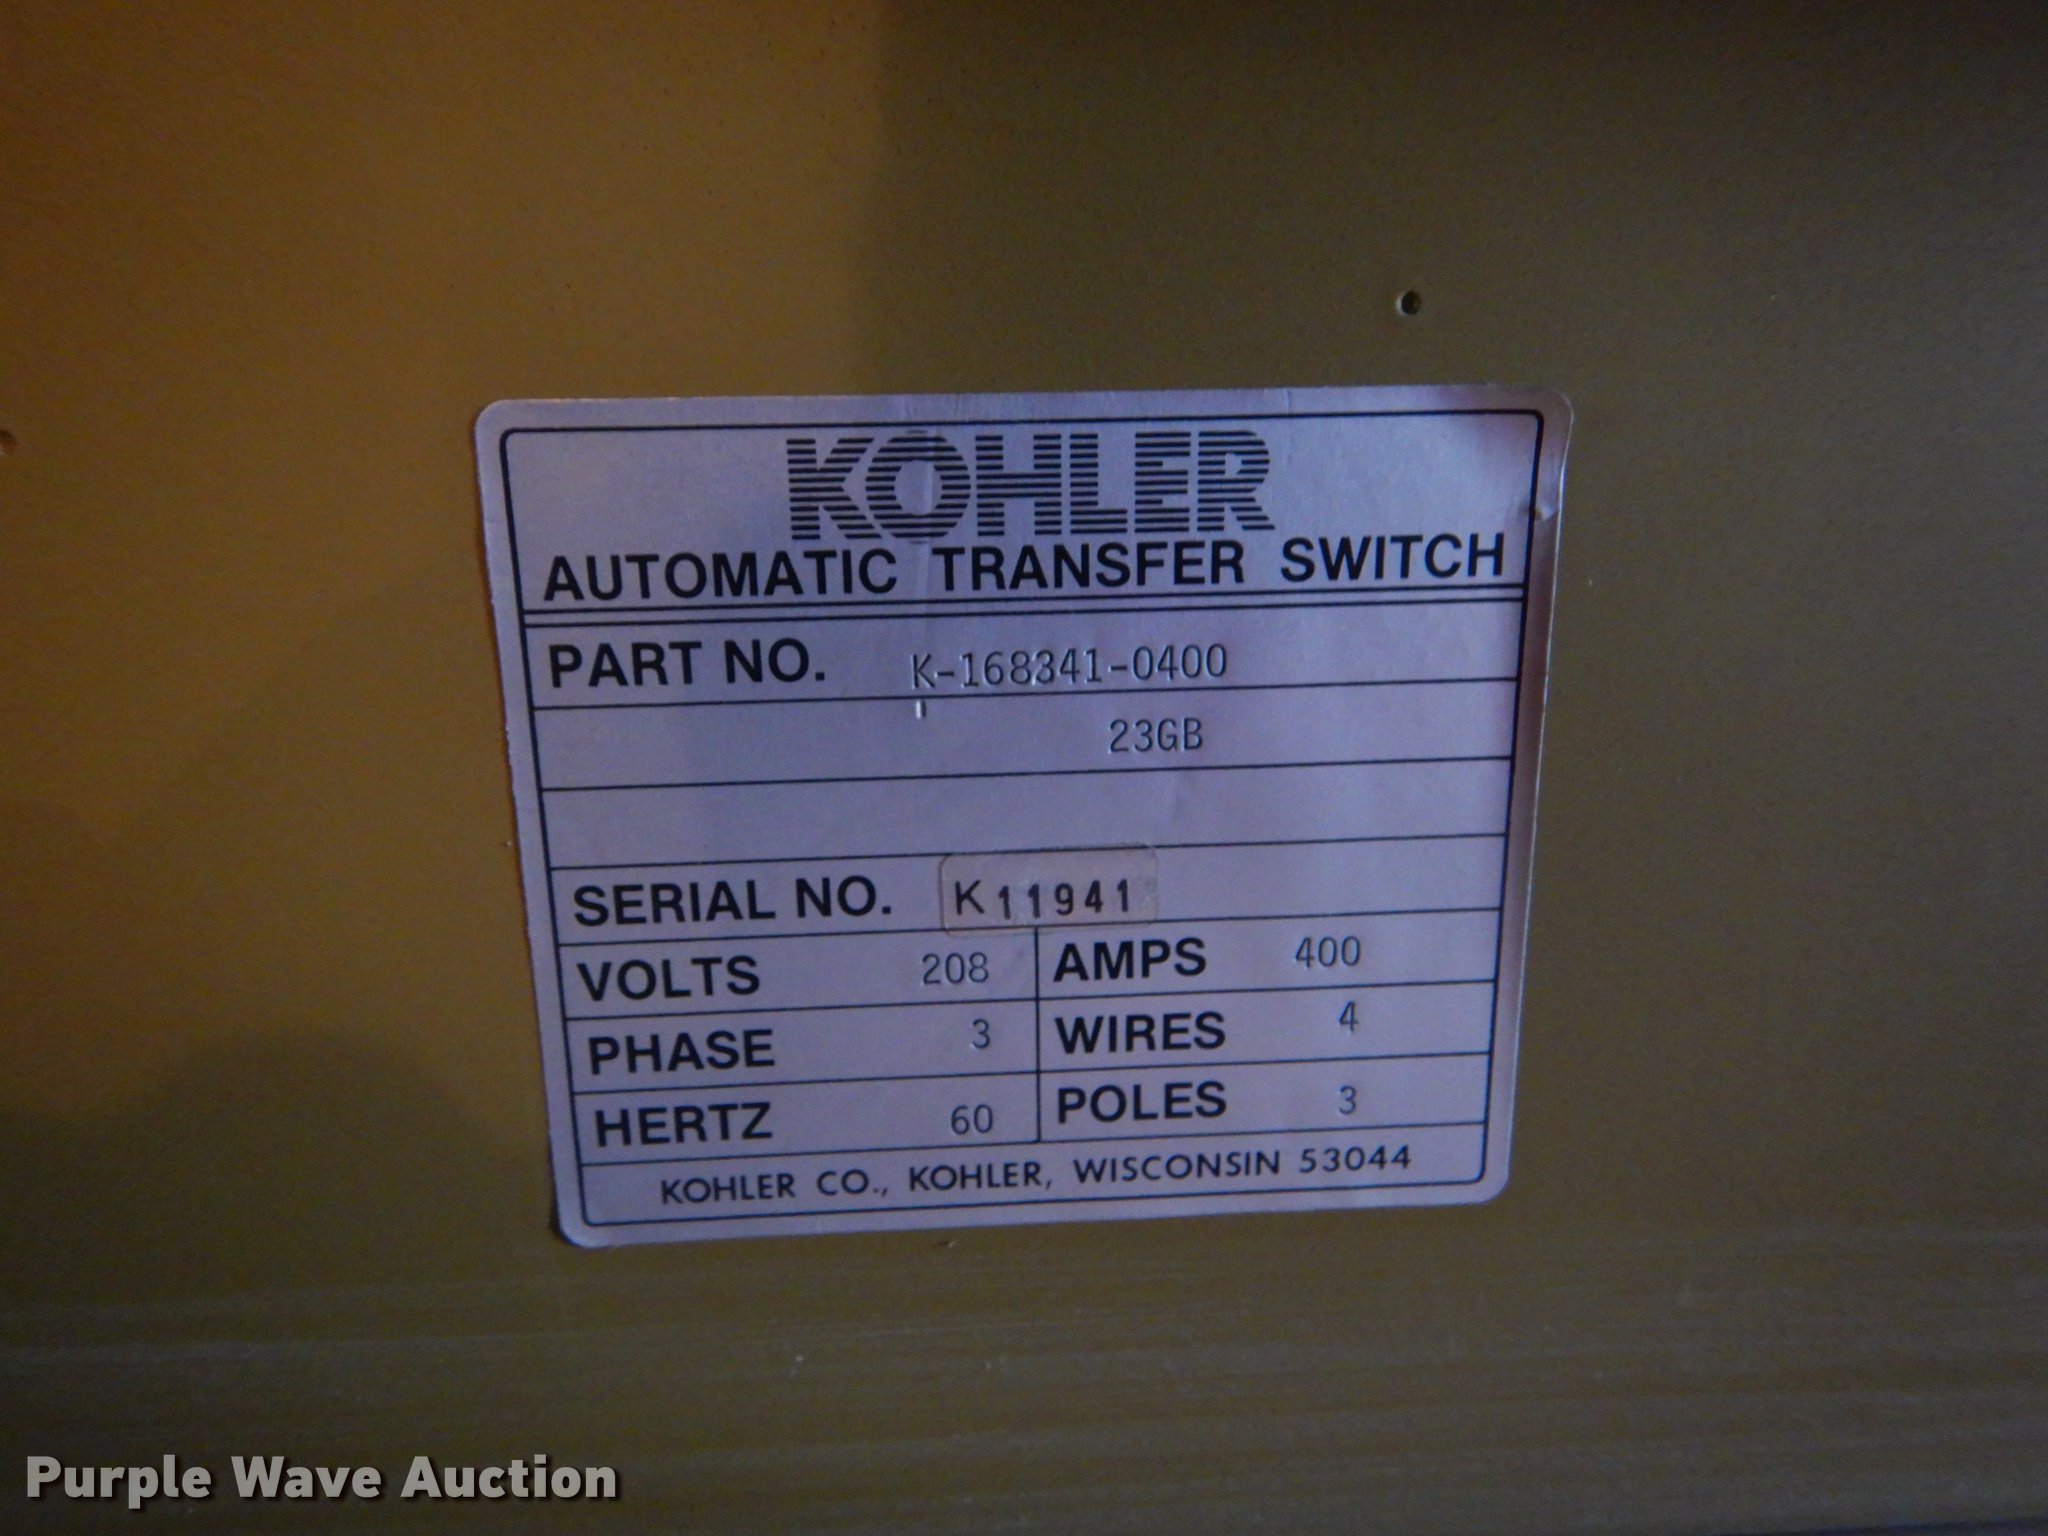 KOHLER
AUTOMATIC TRANSFER SWITCH
PART NO. K-168341-0400
23GB
SERIAL NO. K11941
VOLTS 208 AMPS 400
PHASE 3 WIRES 4
HERTZ 60 POLES 3
KOHLER CO., KOHLER, WISCONSIN 53044
Purple Wave Auction